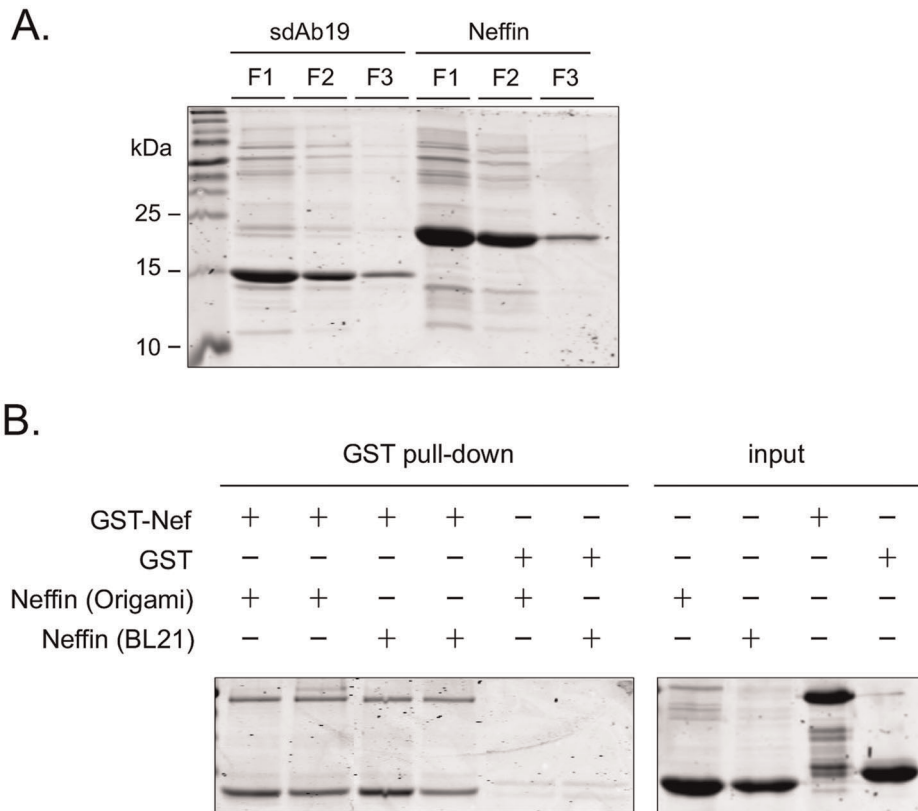 A.
sdAb19 Neffin
F1 F2 F3 F1 F2 F3
kDa
25 –
15 –
10 –
B.
GST pull-down input
GST-Nef + + + + – – – – + –
GST – – – – + + – – – +
Neffin (Origami) + + – – + – + – – –
Neffin (BL21) – – + + – + – + – –